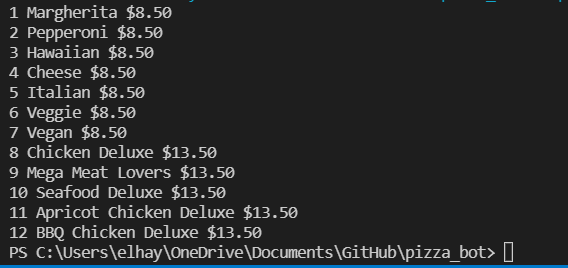 1 Margherita $8.50
2 Pepperoni $8.50
3 Hawaiian $8.50
4 Cheese $8.50
5 Italian $8.50
6 Veggie $8.50
7 Vegan $8.50
8 Chicken Deluxe $13.50
9 Mega Meat Lovers $13.50
10 Seafood Deluxe $13.50
11 Apricot Chicken Deluxe $13.50
12 BBQ Chicken Deluxe $13.50
PS C:\Users\elhay\OneDrive\Documents\GitHub\pizza_bot>